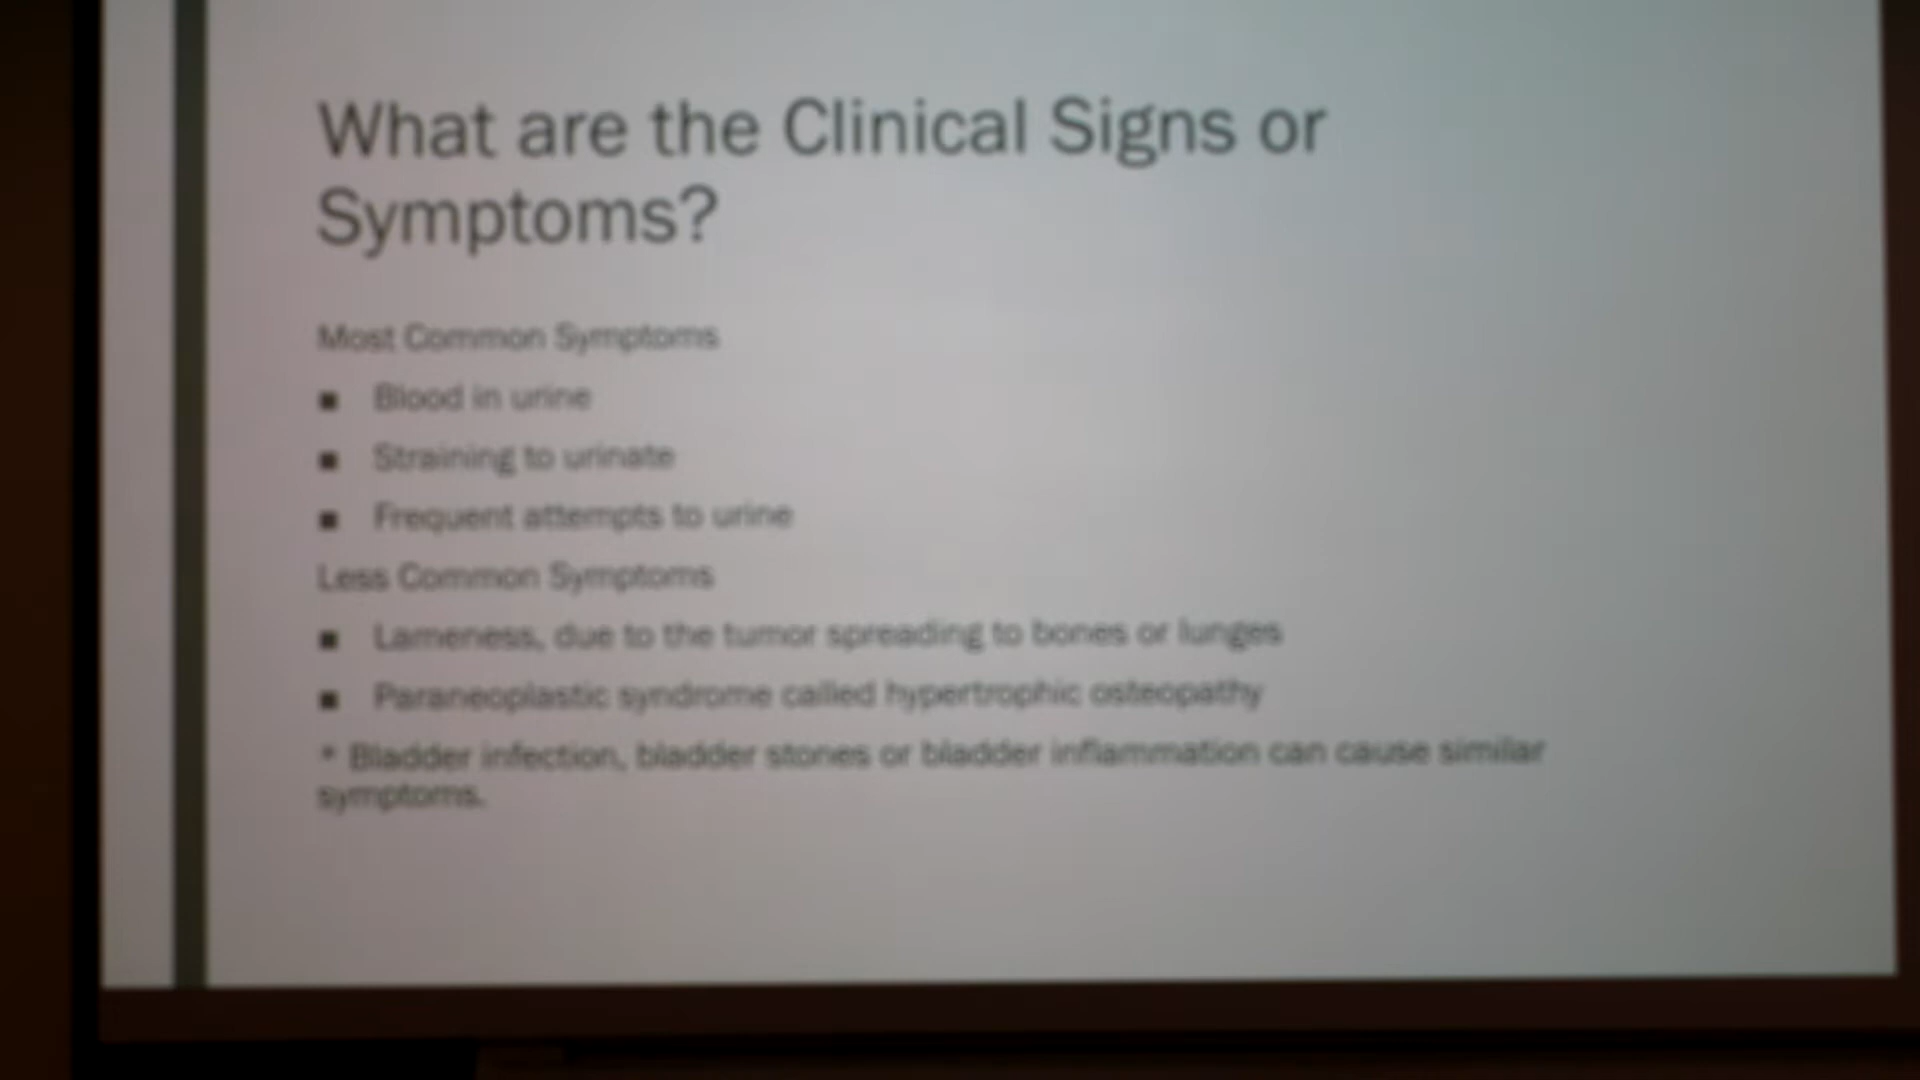 What are the Clinical Signs or
Symptoms?
Most Common Symptoms
▪ Blood in urine
▪ Straining to urinate
▪ Frequent attempts to urine
Less Common Symptoms
▪ Lameness, due to the tumor spreading to bones or lunges
▪ Paraneoplastic syndrome called hypertrophic osteopathy
* Bladder infection, bladder stones or bladder inflammation can cause similar
symptoms.